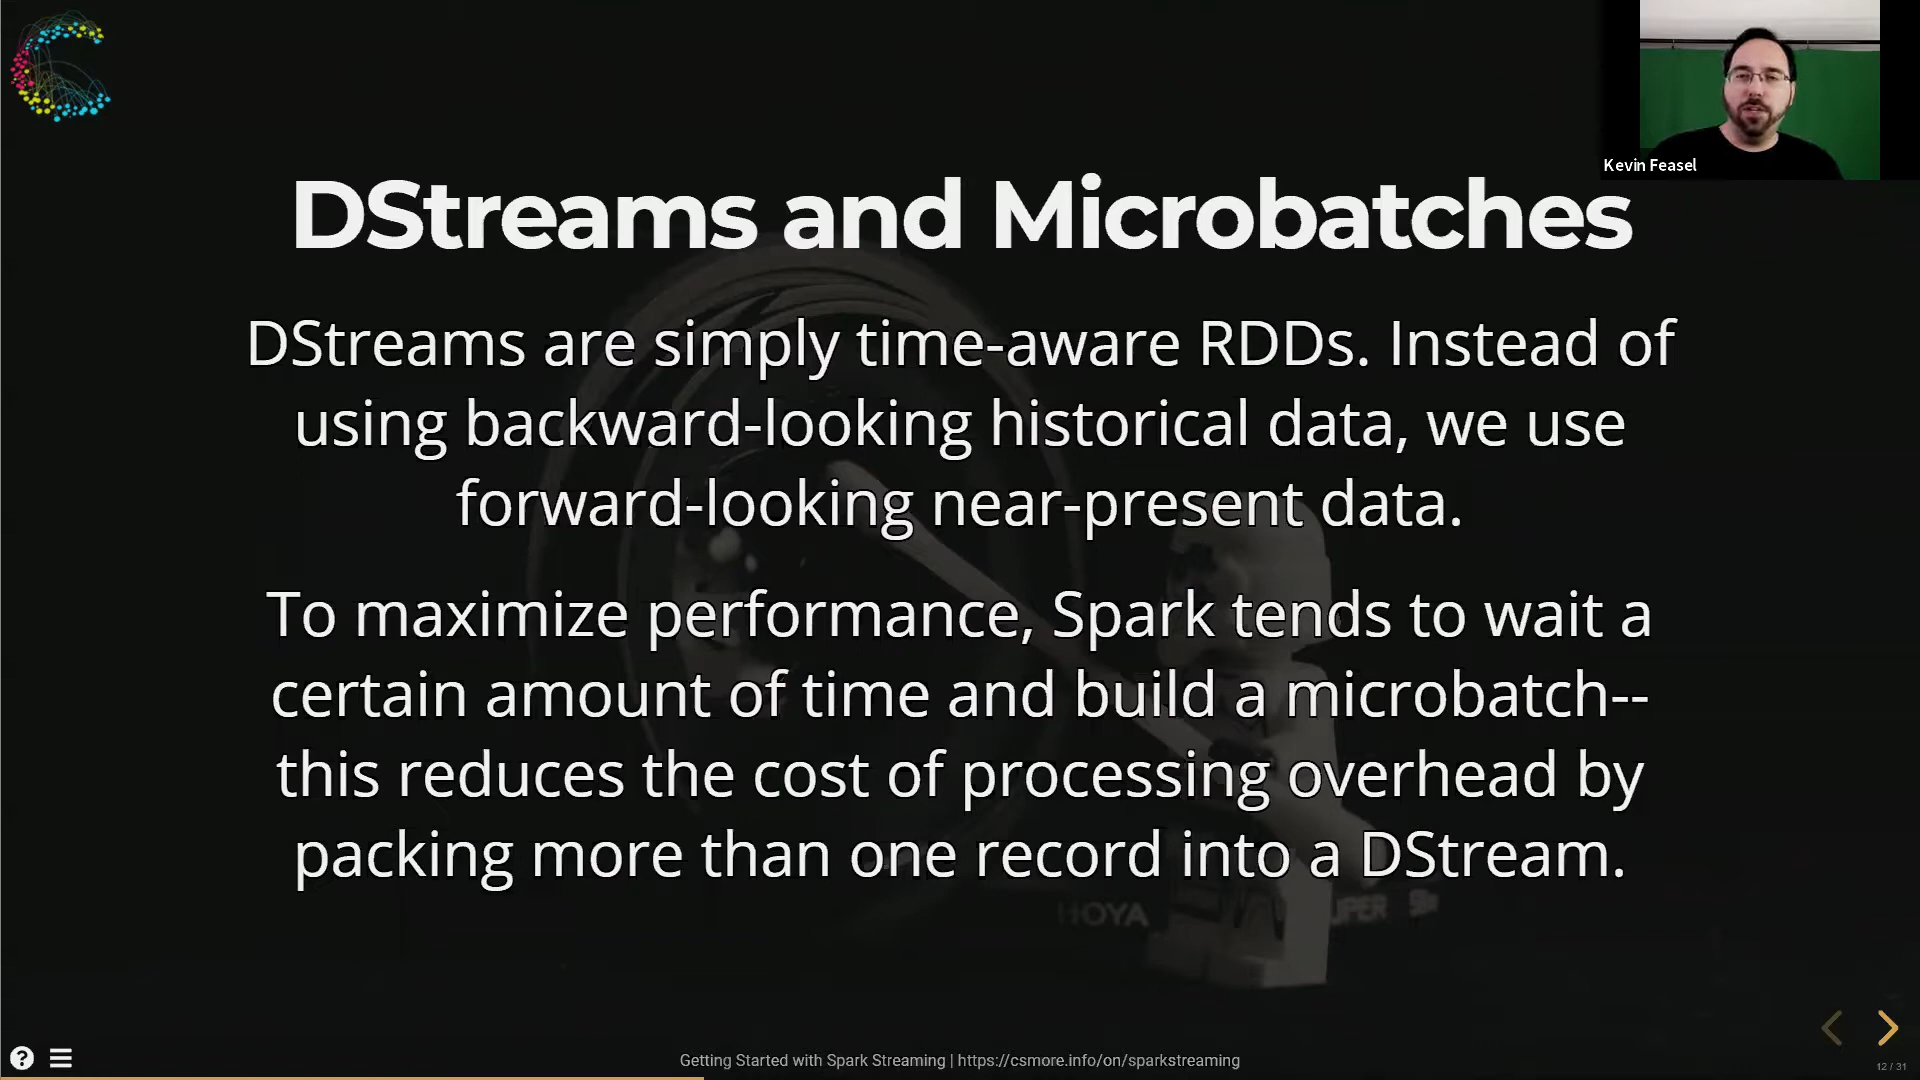 Kevin Feasel
DStreams and Microbatches
DStreams are simply time-aware RDDs. Instead of
using backward-looking historical data, we use
forward-looking near-present data.
To maximize performance, Spark tends to wait a
certain amount of time and build a microbatch--
this reduces the cost of processing overhead by
packing more than one record into a DStream.
HOYA
Getting Started with Spark Streaming | https://csmore.info/on/sparkstreaming
12 / 31